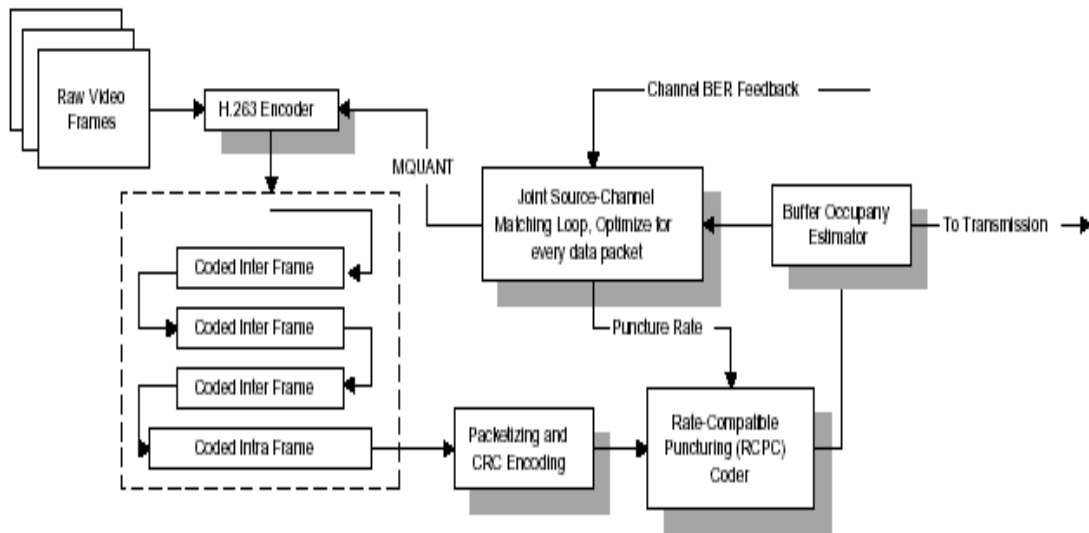 Raw Video
Frames
H.263 Encoder
MQUANT
Channel BER Feedback
Joint Source-Channel
Matching Loop, Optimize for
every data packet
Buffer Occupany
Estimator
To Transmission
Coded Inter Frame
Coded Inter Frame
Coded Inter Frame
Coded Intra Frame
Puncture Rate
Packetizing and
CRC Encoding
Rate-Compatible
Puncturing (RCPC)
Coder